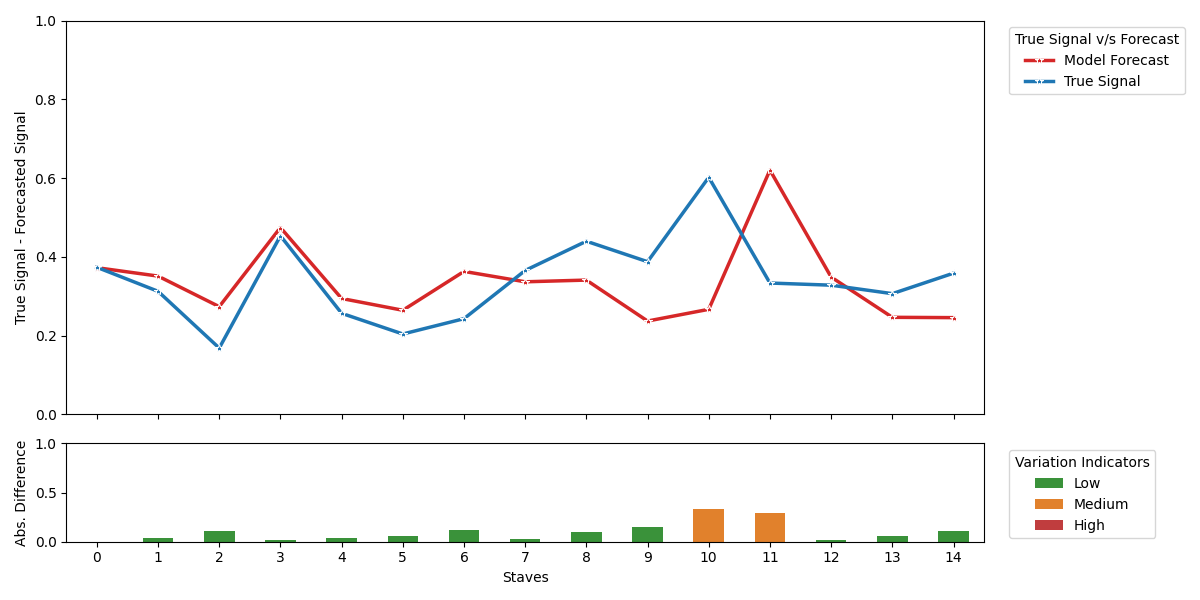 True Signal - Forecasted Signal
1.0
0.8
0.6
0.4
0.2
0.0
True Signal v/s Forecast
Model Forecast
True Signal
Abs. Difference
1.0
0.5
0.0
0 1 2 3 4 5 6 7 8 9 10 11 12 13 14
Staves
Variation Indicators
Low
Medium
High